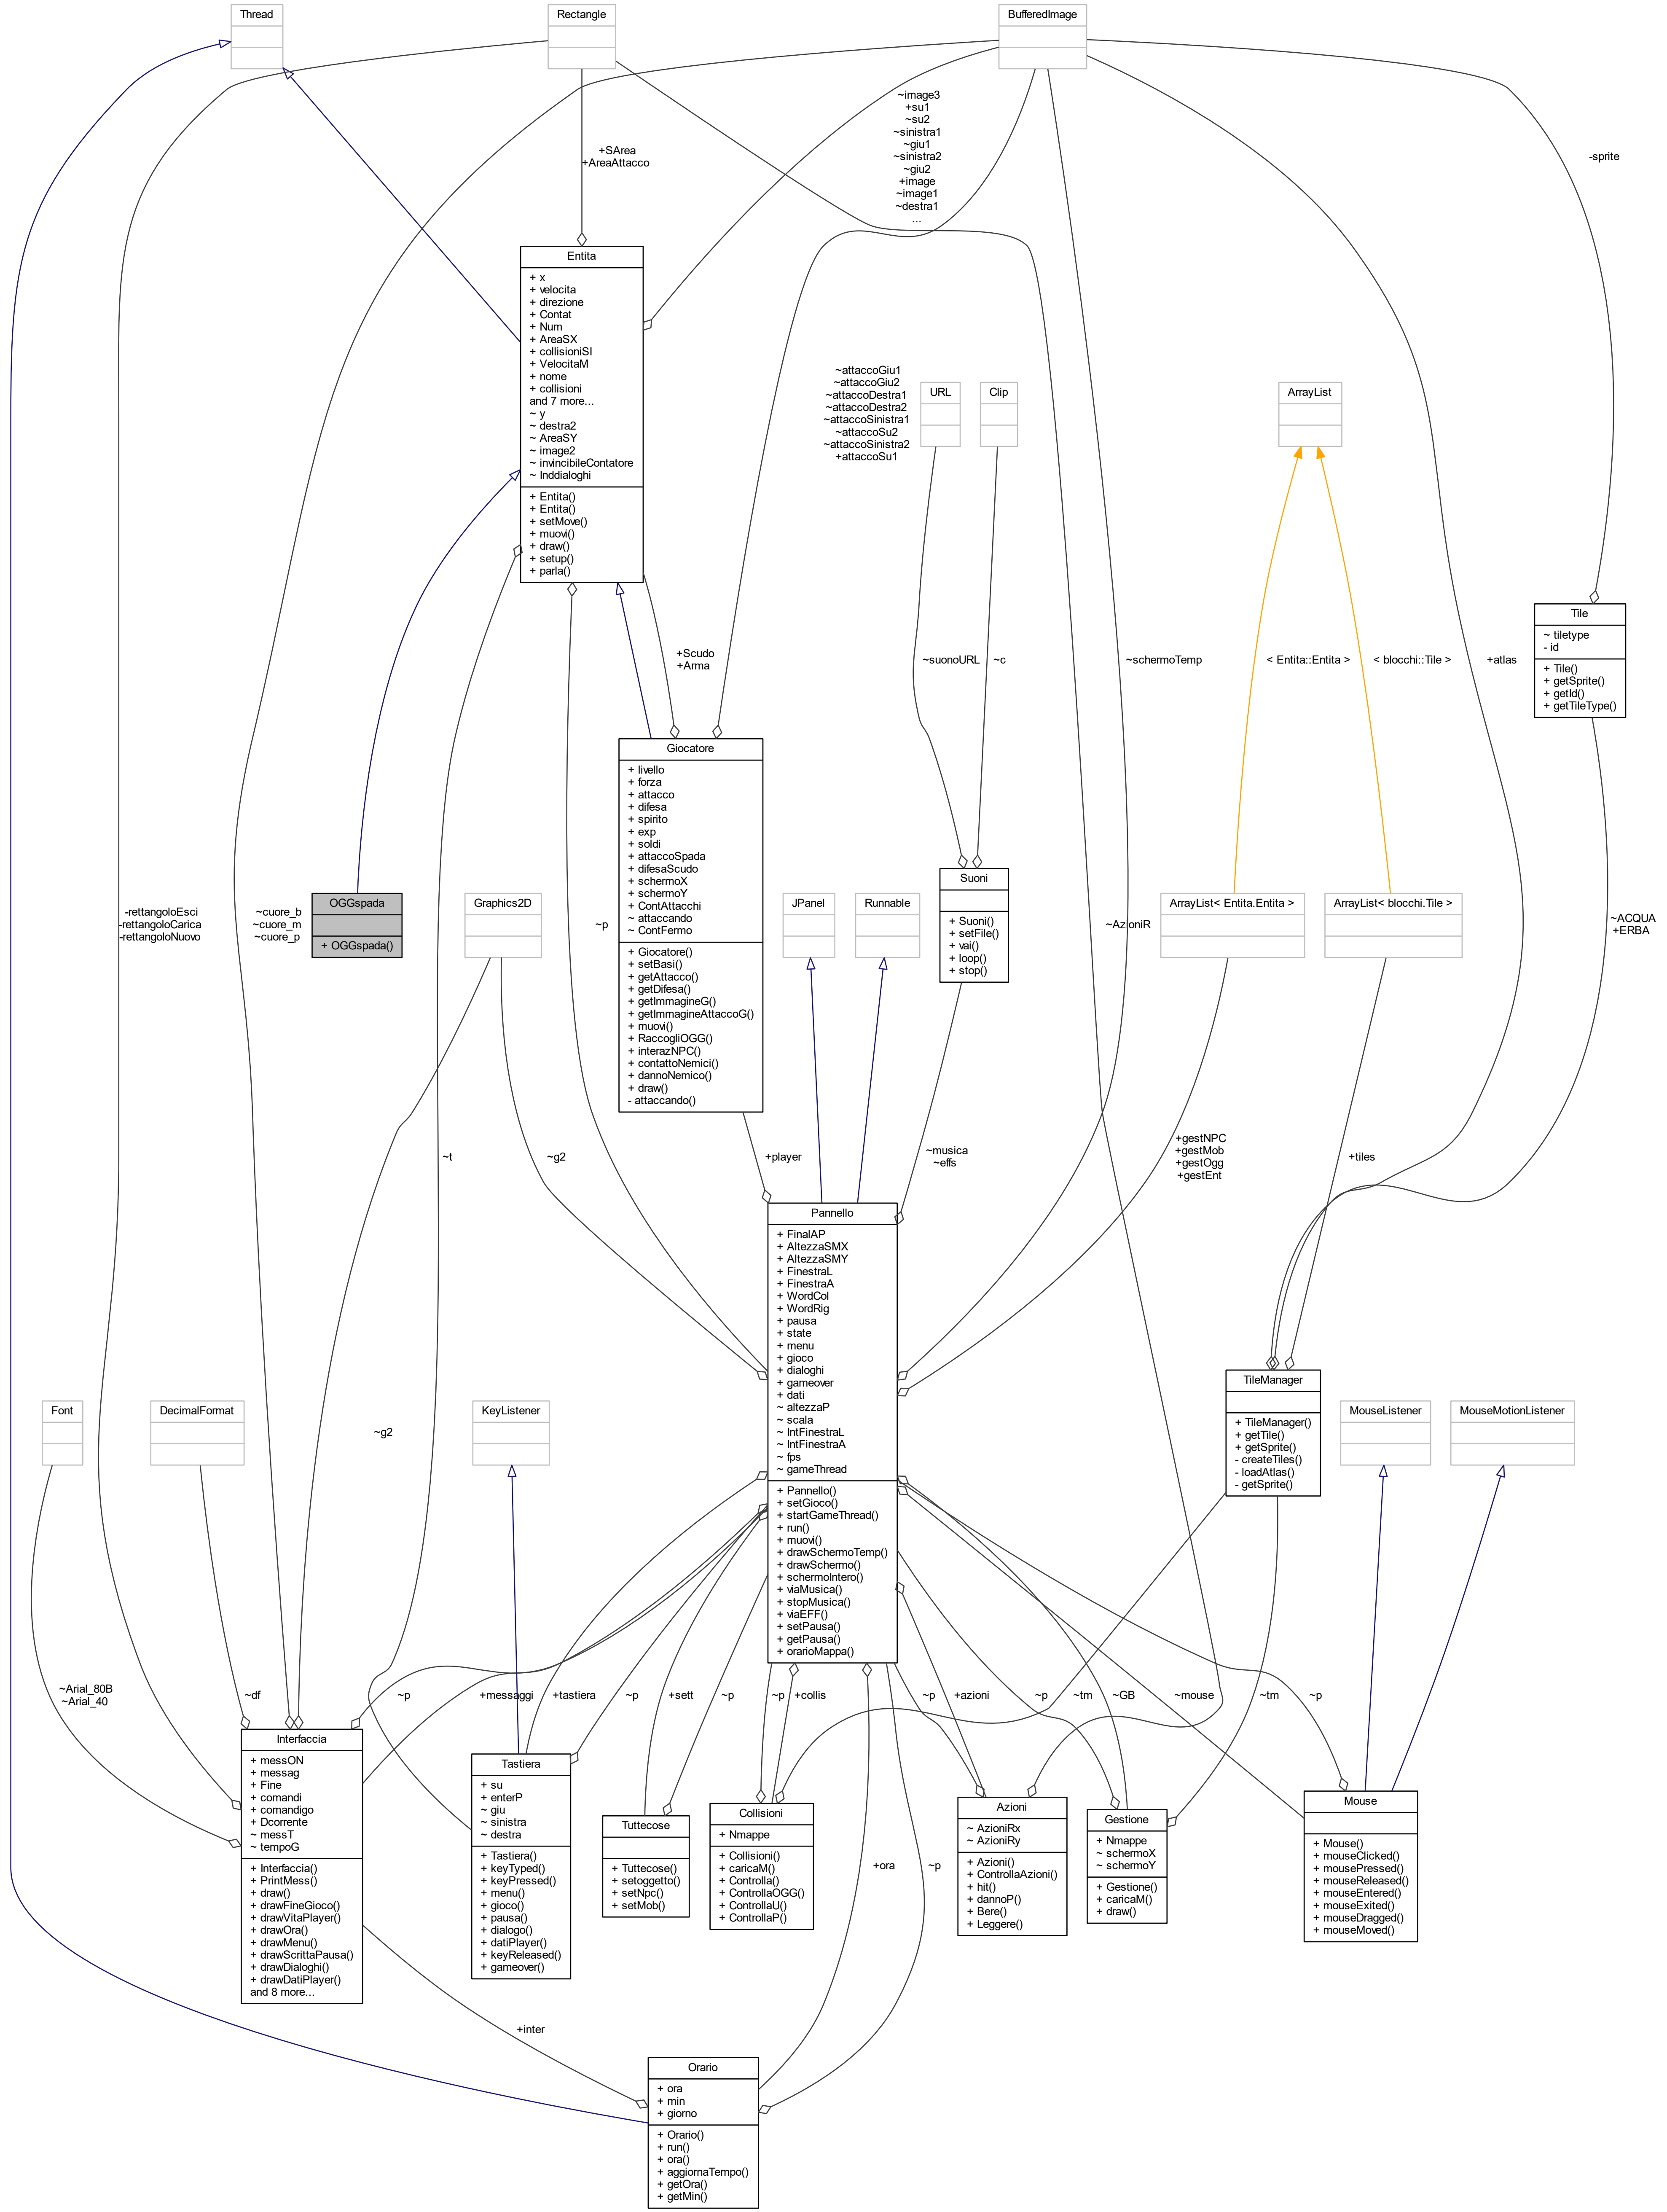 Thread
Rectangle
BufferedImage
~image3
+su1
~su2
~sinistra1
~giu1
~sinistra2
~giu2
+image
~image1
~destra1
...
-sprite
+SArea
+AreaAttacco
Entita
+ x
+ velocita
+ direzione
+ Contat
+ Num
+ AreaSX
+ collisioniSI
+ VelocitaM
+ nome
+ collisioni
and 7 more...
~ y
~ destra2
~ AreaSY
~ image2
~ invincibileContatore
~ Inddialoghi
+ Entita()
+ Entita()
+ setMove()
+ muovi()
+ draw()
+ setup()
+ parla()
~attaccoGiu1
~attaccoGiu2
~attaccoDestra1
~attaccoDestra2
~attaccoSinistra1
~attaccoSu2
~attaccoSinistra2
+attaccoSu1
URL
Clip
ArrayList
Tile
~ tiletype
- id
+ Tile()
+ getSprite()
+ getId()
+ getTileType()
+Scudo
+Arma
~suonoURL
~c
~schermoTemp
< Entita::Entita >
< blocchi::Tile >
+atlas
Giocatore
+ livello
+ forza
+ attacco
+ difesa
+ spirito
+ exp
+ soldi
+ attaccoSpada
+ difesaScudo
+ schermoX
+ schermoY
+ ContAttacchi
~ attaccando
~ ContFermo
+ Giocatore()
+ setBasi()
+ getAttacco()
+ getDifesa()
+ getImmagineG()
+ getImmagineAttaccoG()
+ muovi()
+ RaccogliOGG()
+ interazNPC()
+ contattoNemici()
+ dannoNemico()
+ draw()
- attaccando()
-rettangoloEsci
-rettangoloCarica
-rettangoloNuovo
~cuore_b
~cuore_m
~cuore_p
OGGspada
+ OGGspada()
Graphics2D
~p
JPanel
Runnable
Suoni
+ Suoni()
+ setFile()
+ vai()
+ loop()
+ stop()
~AzioniR
ArrayList< Entita.Entita >
ArrayList< blocchi.Tile >
~ACQUA
+ERBA
~t
~g2
+player
~musica
~effs
+gestNPC
+gestMob
+gestOgg
+gestEnt
+tiles
Pannello
+ FinalAP
+ AltezzaSMX
+ AltezzaSMY
+ FinestraL
+ FinestraA
+ WordCol
+ WordRig
+ pausa
+ state
+ menu
+ gioco
+ dialoghi
+ gameover
+ dati
~ altezzaP
~ scala
~ IntFinestraL
~ IntFinestraA
~ fps
~ gameThread
+ Pannello()
+ setGioco()
+ startGameThread()
+ run()
+ muovi()
+ drawSchermoTemp()
+ drawSchermo()
+ schermoIntero()
+ viaMusica()
+ stopMusica()
+ viaEFF()
+ setPausa()
+ getPausa()
+ orarioMappa()
TileManager
+ TileManager()
+ getTile()
+ getSprite()
- createTiles()
- loadAtlas()
- getSprite()
Font
DecimalFormat
~g2
KeyListener
MouseListener
MouseMotionListener
~Arial_80B
~Arial_40
~df
~p
+messaggi
+tastiera
~p
+sett
~p
~p
+collis
~p
+azioni
~p
~tm
~GB
~mouse
~tm
~p
Interfaccia
+ messON
+ messag
+ Fine
+ comandi
+ comandigo
+ Dcorrente
~ messT
~ tempoG
+ Interfaccia()
+ PrintMess()
+ draw()
+ drawFineGioco()
+ drawVitaPlayer()
+ drawOra()
+ drawMenu()
+ drawScrittaPausa()
+ drawDialoghi()
+ drawDatiPlayer()
and 8 more...
Tastiera
+ su
+ enterP
~ giu
~ sinistra
~ destra
+ Tastiera()
+ keyTyped()
+ keyPressed()
+ menu()
+ gioco()
+ pausa()
+ dialogo()
+ datiPlayer()
+ keyReleased()
+ gameover()
Tuttecose
+ Tuttecose()
+ setoggetto()
+ setNpc()
+ setMob()
Collisioni
+ Nmappe
+ Collisioni()
+ caricaM()
+ Controlla()
+ ControllaOGG()
+ ControllaU()
+ ControllaP()
Azioni
~ AzioniRx
~ AzioniRy
+ Azioni()
+ ControllaAzioni()
+ hit()
+ dannoP()
+ Bere()
+ Leggere()
Gestione
+ Nmappe
~ schermoX
~ schermoY
+ Gestione()
+ caricaM()
+ draw()
Mouse
+ Mouse()
+ mouseClicked()
+ mousePressed()
+ mouseReleased()
+ mouseEntered()
+ mouseExited()
+ mouseDragged()
+ mouseMoved()
+ora
~p
+inter
Orario
+ ora
+ min
+ giorno
+ Orario()
+ run()
+ ora()
+ aggiornaTempo()
+ getOra()
+ getMin()